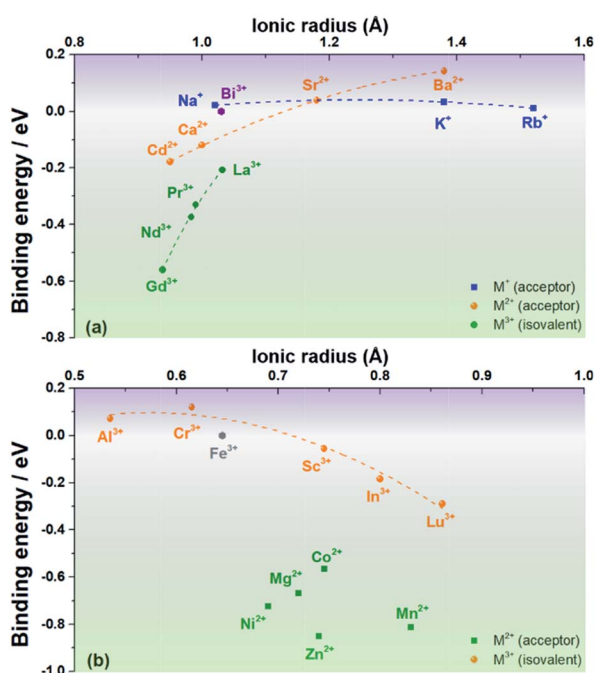 Ionic radius (Å)
0.8 1.0 1.2 1.4 1.6
Binding energy / eV
0.2
0.0
-0.2
-0.4
-0.6
-0.8
Na⁺
Bi³⁺
Sr²⁺
Ba²⁺
K⁺
Rb⁺
Ca²⁺
Cd²⁺
La³⁺
Pr³⁺
Nd³⁺
Gd³⁺
M⁺ (acceptor)
M²⁺ (acceptor)
M³⁺ (isovalent)
(a)
Ionic radius (Å)
0.5 0.6 0.7 0.8 0.9 1.0
Binding energy / eV
0.2
0.0
-0.2
-0.4
-0.6
-0.8
-1.0
Al³⁺
Cr³⁺
Fe³⁺
Sc³⁺
In³⁺
Lu³⁺
Co²⁺
Mg²⁺
Ni²⁺
Mn²⁺
Zn²⁺
M²⁺ (acceptor)
M³⁺ (isovalent)
(b)